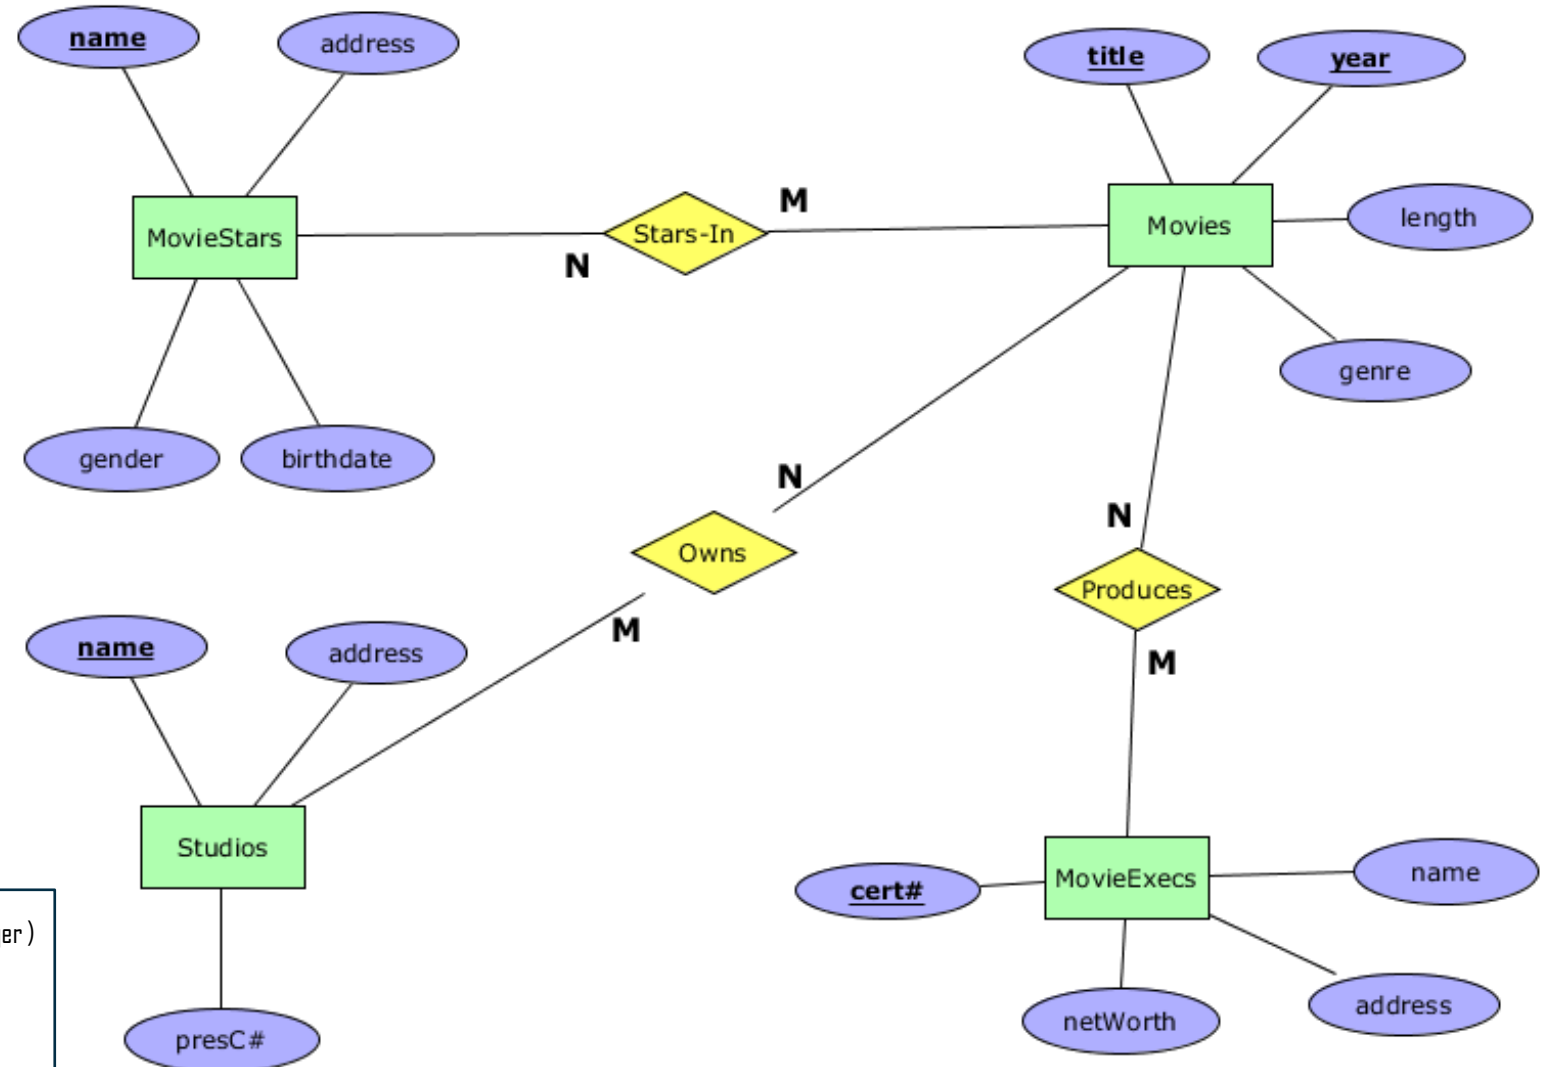 name
address
title
year
MovieStars
N
Stars-In
M
Movies
length
genre
gender
birthdate
N
Owns
M
N
Produces
M
name
address
Studios
presC#
cert#
MovieExecs
name
netWorth
address